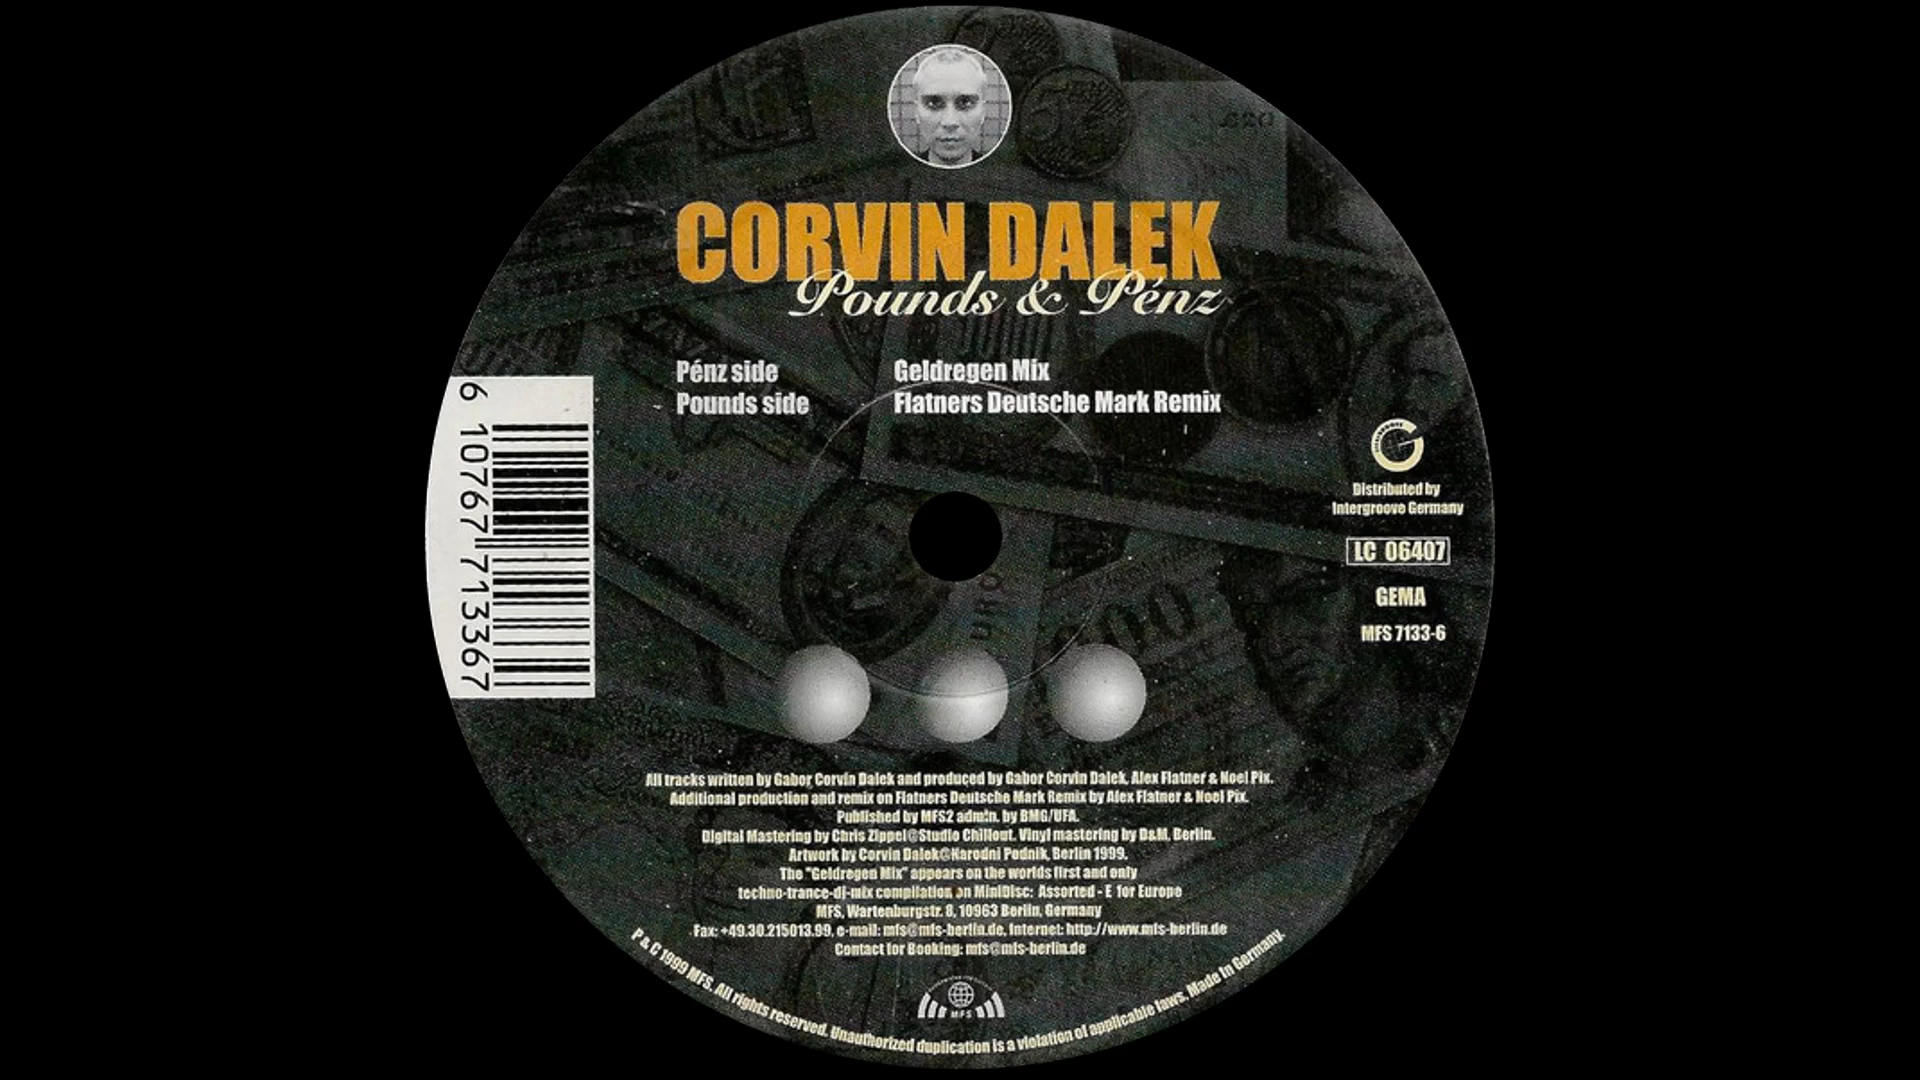 £20
CORVIN DALEK
Pounds & Pénz
Pénz side Geldregen Mix
Pounds side Flatners Deutsche Mark Remix
6 10767 71336 7
Distributed by
Intergroove Germany
LC 06407
GEMA
MFS 7133-6
All tracks written by Gabor Corvin Dalek and produced by Gabor Corvin Dalek, Alex Flatner & Noel Pix.
Additional production and remix on Flatners Deutsche Mark Remix by Alex Flatner & Noel Pix.
Published by MFS2 admin. by BMG/UFA.
Digital Mastering by Chris Zippel@Studio Chillout. Vinyl mastering by D&M, Berlin.
Artwork by Corvin Dalek@Narodni Podnik, Berlin 1999.
The "Geldregen Mix" appears on the worlds first and only
techno-trance-dj-mix compilation on MiniDisc: Assorted - E for Europe
MFS, Wartenburgstr. 8, 10963 Berlin, Germany
Fax: +49.30.215013.99, e-mail: mfs@mfs-berlin.de, Internet: http://www.mfs-berlin.de
Contact for Booking: mfs@mfs-berlin.de
MFS
P & C 1999 MFS. All rights reserved. Unauthorized duplication is a violation of applicable laws. Made in Germany.